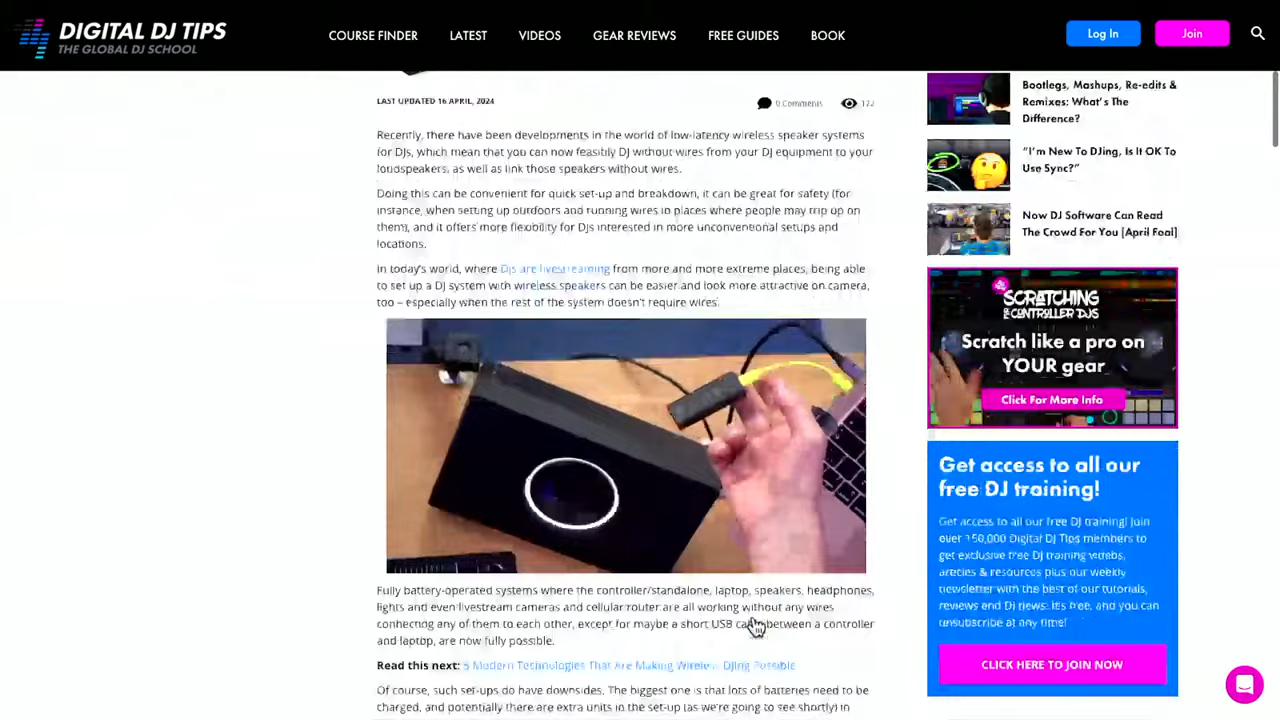 DIGITAL DJ TIPS
THE GLOBAL DJ SCHOOL
COURSE FINDER
LATEST
VIDEOS
GEAR REVIEWS
FREE GUIDES
BOOK
Log In
Join
LAST UPDATED 16 APRIL, 2024
0 Comments
Recently, there have been developments in the world of low-latency wireless speaker systems
for DJs, which mean that you can now feasibly DJ without wires from your DJ equipment to your
loudspeakers, as well as link those speakers without wires.
Doing this can be convenient for quick set-up and breakdown, it can be great for safety (for
instance, when setting up outdoors and running wires in places where people may trip up on
them), and it offers more flexibility for DJs interested in more unconventional setups and
locations.
In today's world, where DJs are livestreaming from more and more extreme places, being able
to set up a DJ system with wireless speakers can be easier and look more attractive on camera,
too – especially when the rest of the system doesn't require wires.
Fully battery-operated systems where the controller/standalone, laptop, speakers, headphones,
lights and even livestream cameras and cellular router are all working without any wires
connecting any of them to each other, except for maybe a short USB between a controller
and laptop, are now fully possible.
Read this next: 5 Modern Technologies That Are Making Wireless DJing Possible
Of course, such set-ups do have downsides. The biggest one is that lots of batteries need to be
charged, and potentially there are extra units in the set-up (as we're going to see shortly) in
Bootlegs, Mashups, Re-edits &
Remixes: What's The
Difference?
"I'm New To DJing, Is It OK To
Use Sync?"
Now DJ Software Can Read
The Crowd For You [April Fool]
SCRATCHING
FOR CONTROLLER DJS
Scratch like a pro on
YOUR gear
Click For More Info
Get access to all our
free DJ training!
Get access to all our free DJ training! Join
over 150,000 Digital DJ Tips members to
get exclusive free DJ training videos,
articles & resources plus our weekly
newsletter with the best of our tutorials,
reviews and DJ news. It's free, and you can
unsubscribe at any time!
CLICK HERE TO JOIN NOW